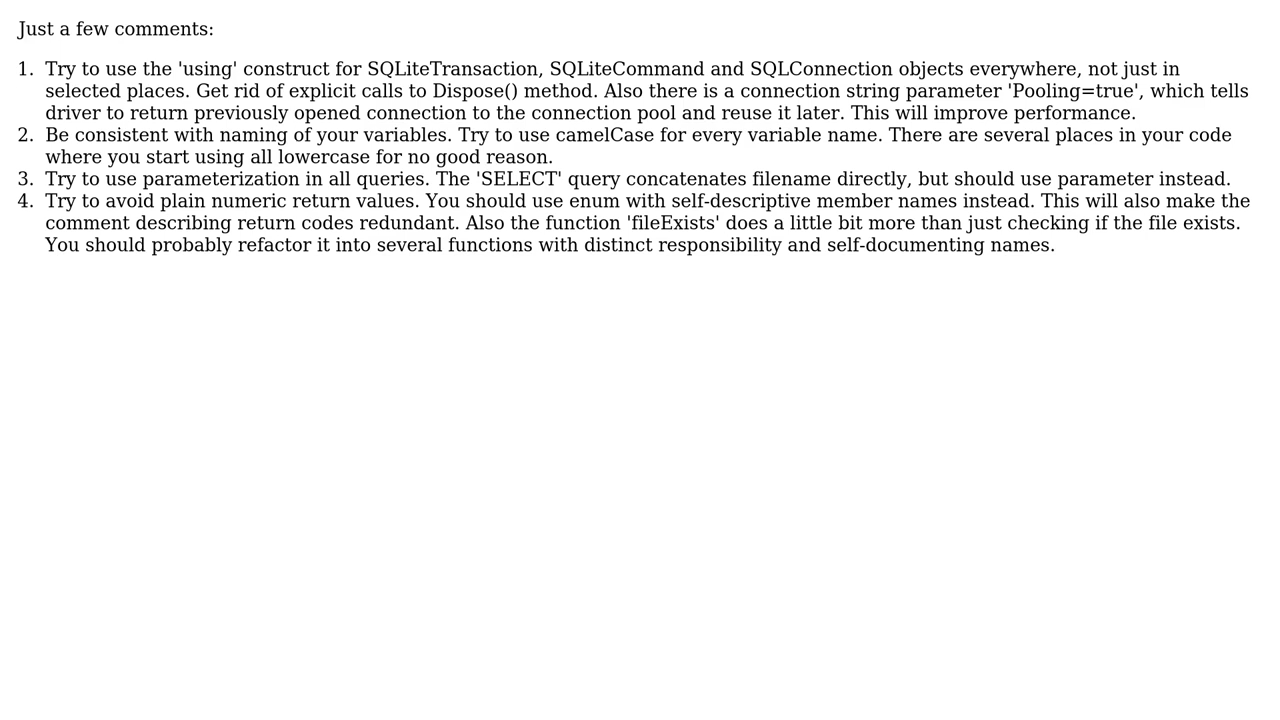 Just a few comments:
1. Try to use the 'using' construct for SQLiteTransaction, SQLiteCommand and SQLConnection objects everywhere, not just in
selected places. Get rid of explicit calls to Dispose() method. Also there is a connection string parameter 'Pooling=true', which tells
driver to return previously opened connection to the connection pool and reuse it later. This will improve performance.
2. Be consistent with naming of your variables. Try to use camelCase for every variable name. There are several places in your code
where you start using all lowercase for no good reason.
3. Try to use parameterization in all queries. The 'SELECT' query concatenates filename directly, but should use parameter instead.
4. Try to avoid plain numeric return values. You should use enum with self-descriptive member names instead. This will also make the
comment describing return codes redundant. Also the function 'fileExists' does a little bit more than just checking if the file exists.
You should probably refactor it into several functions with distinct responsibility and self-documenting names.